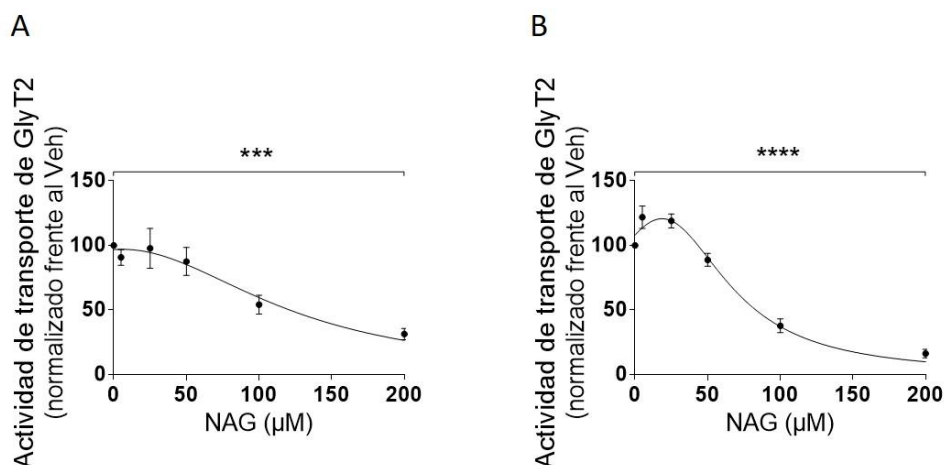 A
Actividad de transporte de GlyT2
(normalizado frente al Veh)
***
150
100
50
0
0
50
100
150
200
NAG (µM)
B
Actividad de transporte de GlyT2
(normalizado frente al Veh)
****
150
100
50
0
0
50
100
150
200
NAG (µM)